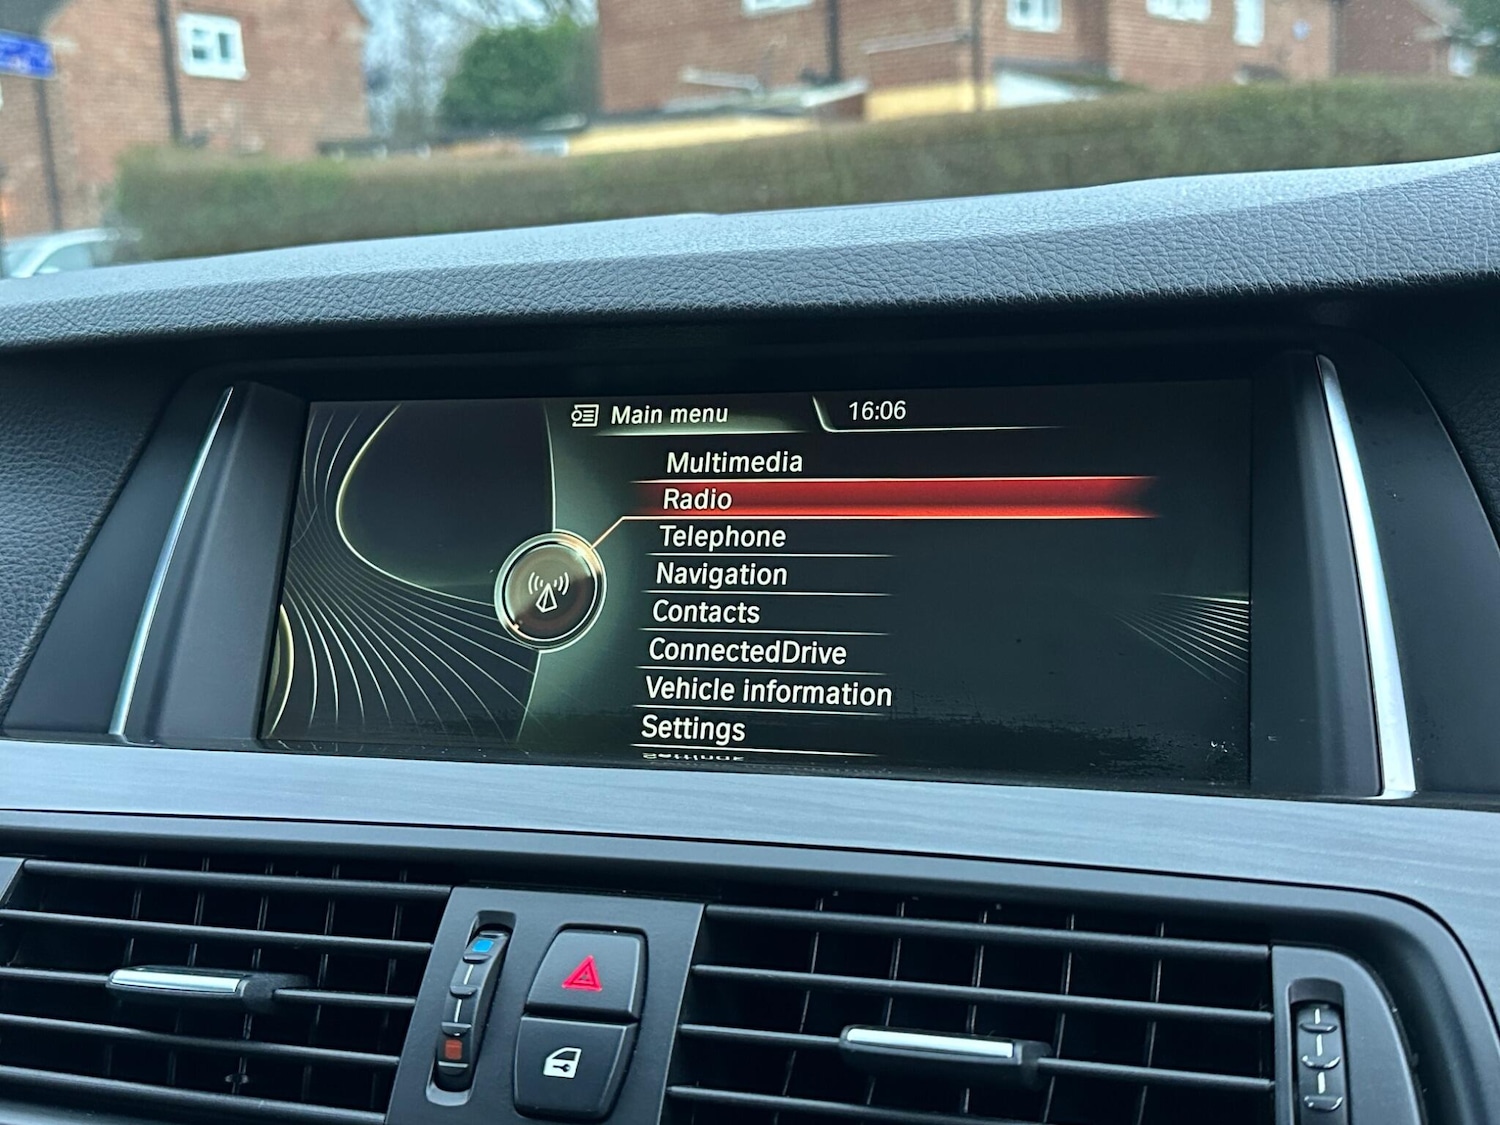 Main menu 16:06
Multimedia
Radio
Telephone
Navigation
Contacts
ConnectedDrive
Vehicle information
Settings